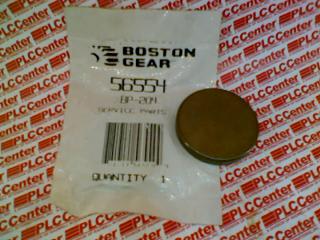 BOSTON
GEAR
56554
BP-204
SERVICE PARTS
QUANTITY 1
PLCCenter